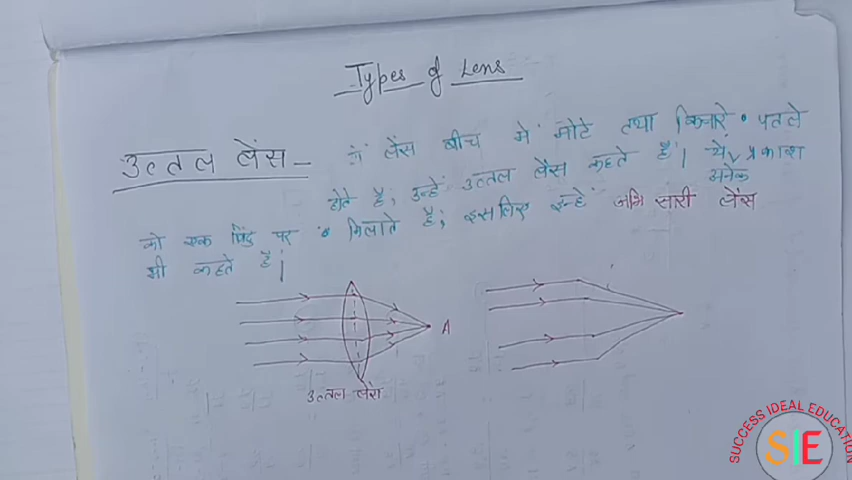 Types of Lens
उत्तल लेंस – ये लेंस बीच में मोटे तथा किनारे • पतले
होते हैं; उन्हें उत्तल लेंस कहते हैं। ये प्रकाश
अनेक
को एक बिंदु पर • मिलाते हैं; इसलिए इन्हें अभिसारी लेंस
भी कहते हैं।
A
उत्तल लेंस
SUCCESS IDEAL EDUCATION
SIE